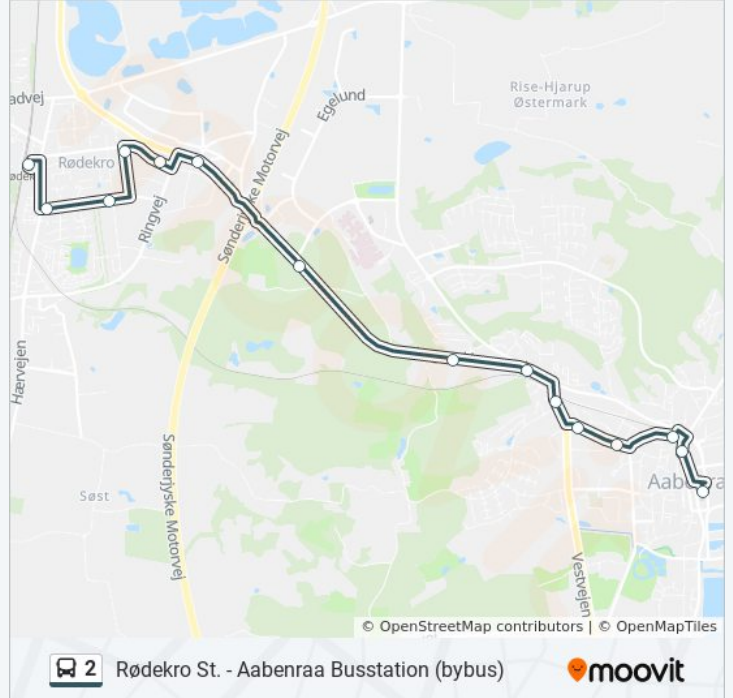 advej
Egelund
Rise-Hjarup
Østermark
Rødekro
Ringvej
Sønderjyske Motorvej
Hærvejen
Sønderjyske Motorvej
Søst
Aabenraa
Vestvejen
© OpenStreetMap contributors | © OpenMapTiles
2 Rødekro St. - Aabenraa Busstation (bybus)
moovit